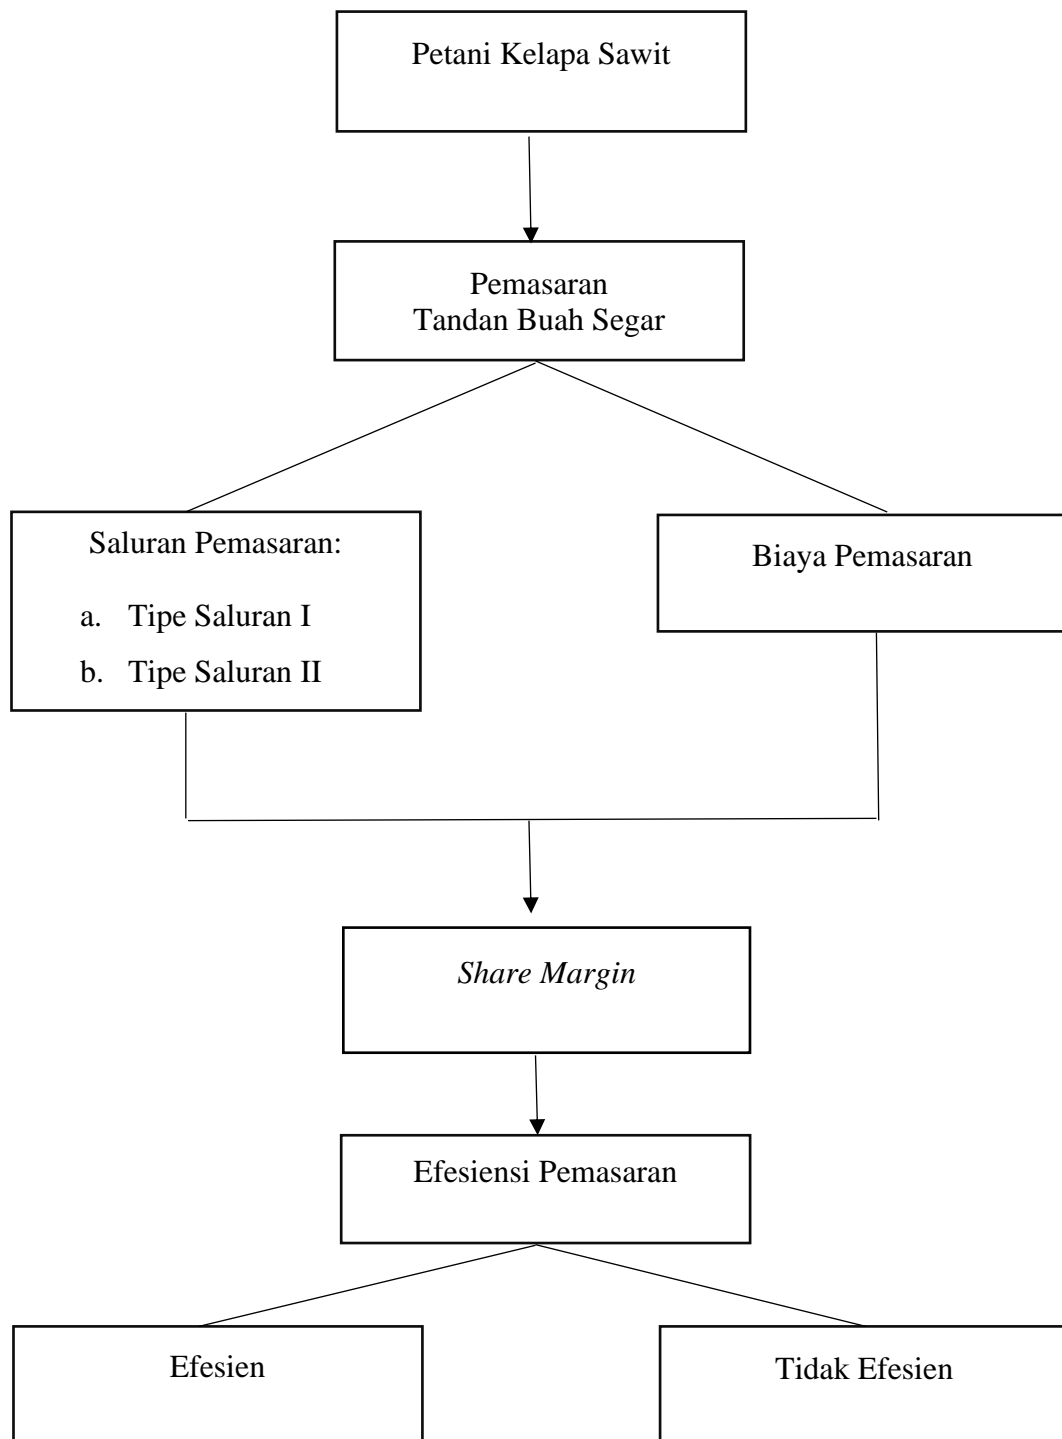 Petani Kelapa Sawit
Pemasaran
Tandan Buah Segar
Saluran Pemasaran:
a. Tipe Saluran I
b. Tipe Saluran II
Biaya Pemasaran
Share Margin
Efesiensi Pemasaran
Efesien
Tidak Efesien